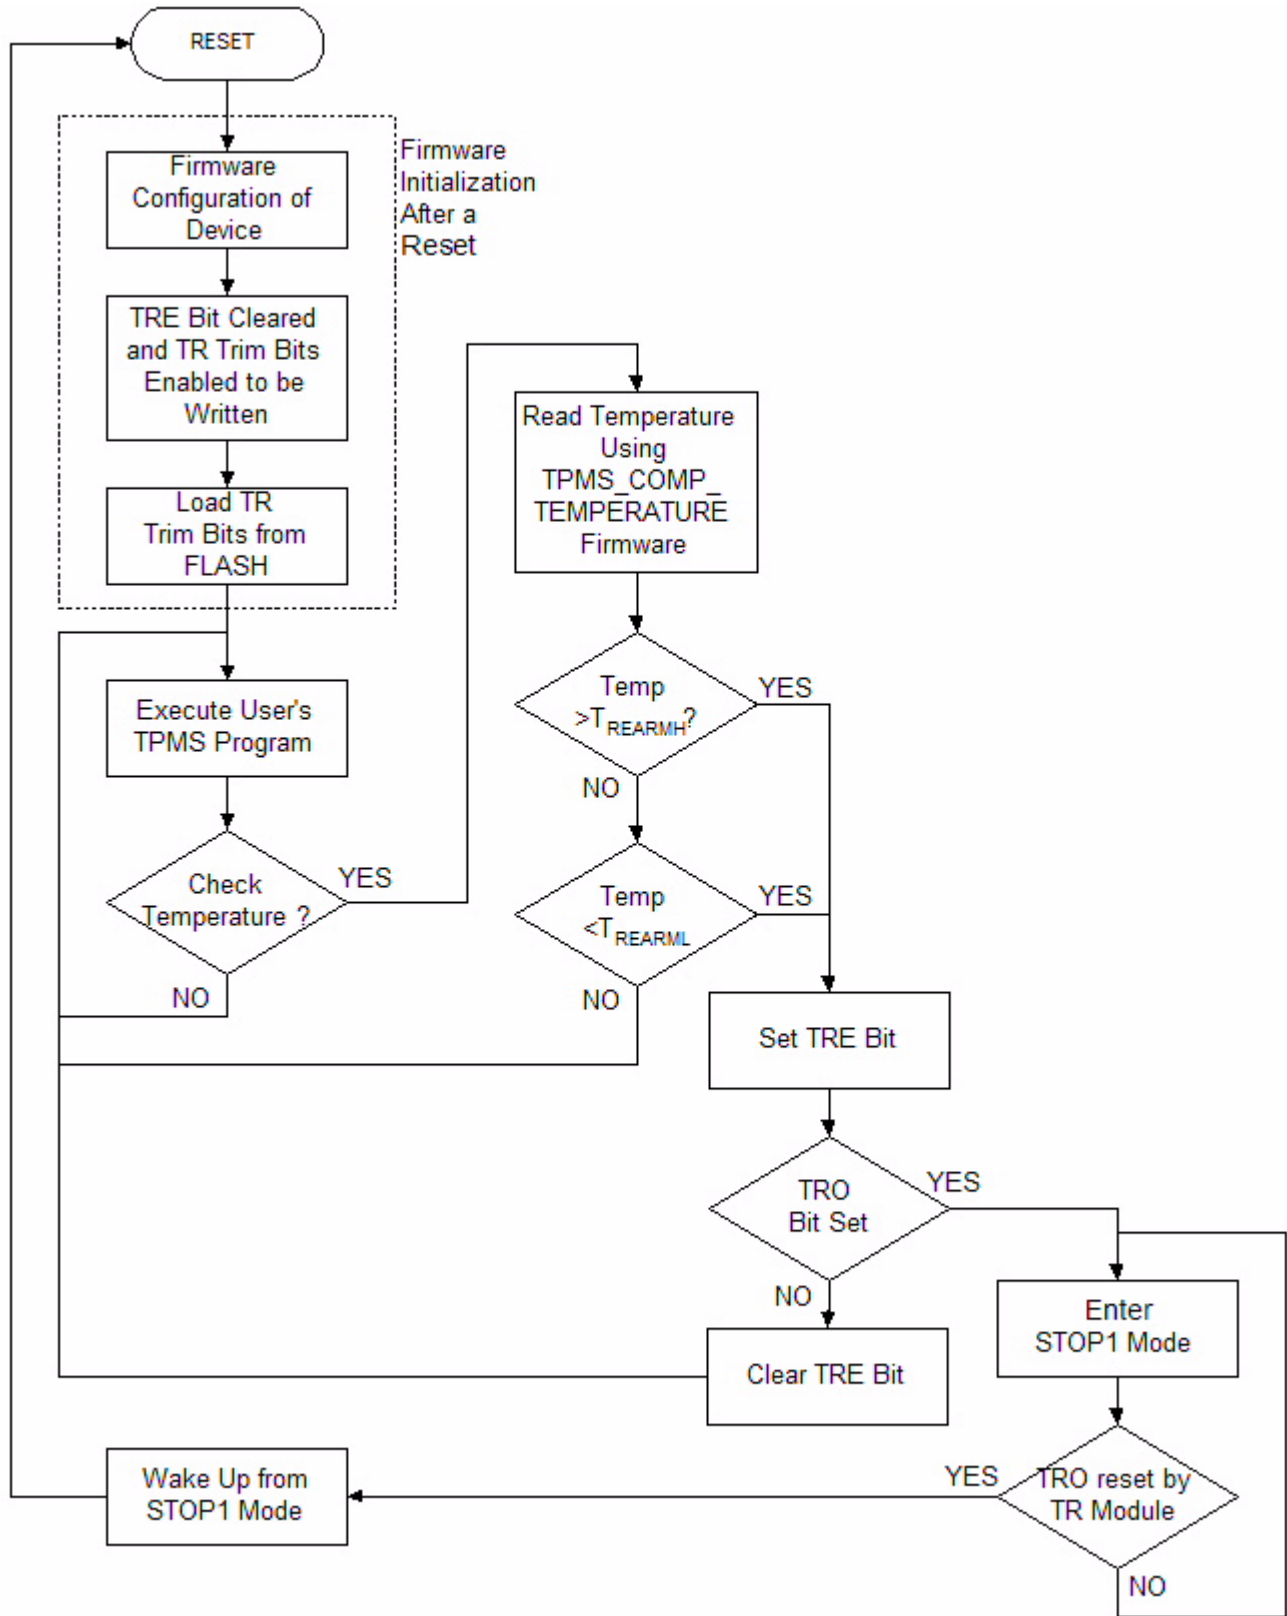 RESET
Firmware
Configuration of
Device
Firmware
Initialization
After a
Reset
TRE Bit Cleared
and TR Trim Bits
Enabled to be
Written
Load TR
Trim Bits from
FLASH
Execute User's
TPMS Program
Check
Temperature ?
YES
NO
Read Temperature
Using
TPMS_COMP_
TEMPERATURE
Firmware
Temp
>TREARMH?
YES
NO
Temp
<TREARML
YES
NO
Set TRE Bit
TRO
Bit Set
YES
NO
Clear TRE Bit
Enter
STOP1 Mode
TRO reset by
TR Module
YES
NO
Wake Up from
STOP1 Mode